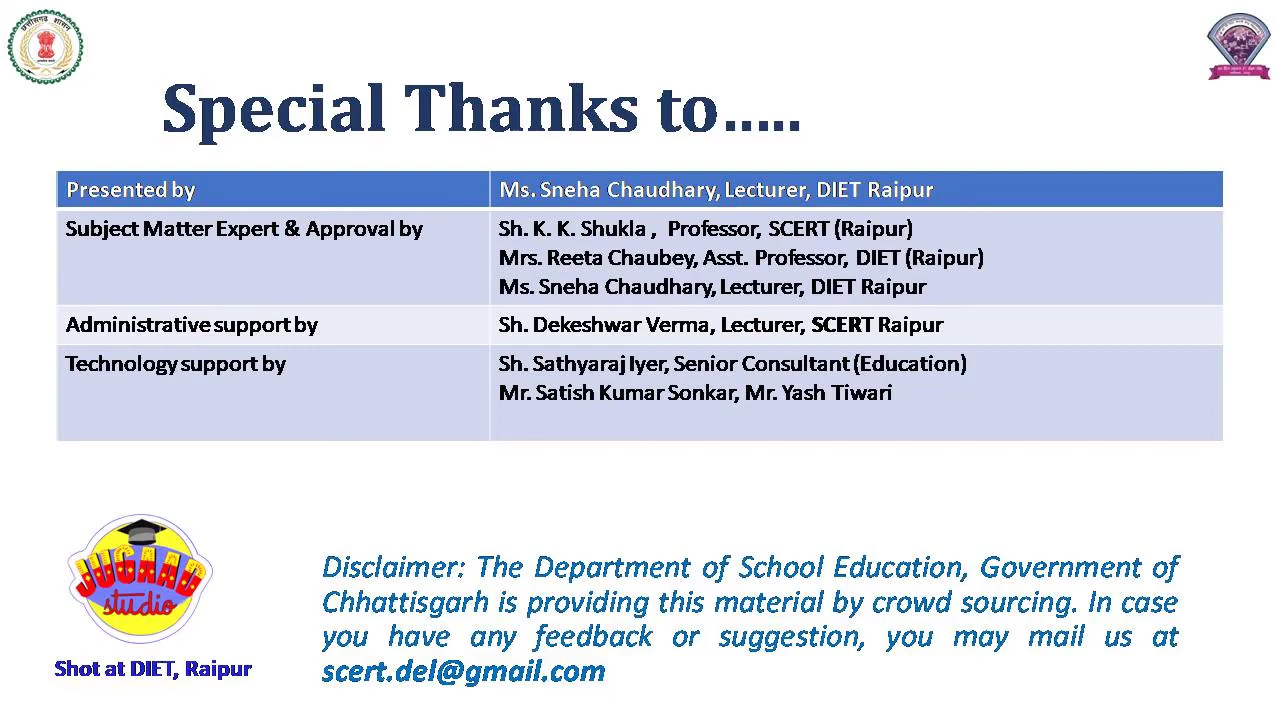 छत्तीसगढ़ शासन
Special Thanks to.....
Presented by
Ms. Sneha Chaudhary, Lecturer, DIET Raipur
Subject Matter Expert & Approval by
Sh. K. K. Shukla , Professor, SCERT (Raipur)
Mrs. Reeta Chaubey, Asst. Professor, DIET (Raipur)
Ms. Sneha Chaudhary, Lecturer, DIET Raipur
Administrative support by
Sh. Dekeshwar Verma, Lecturer, SCERT Raipur
Technology support by
Sh. Sathyaraj Iyer, Senior Consultant (Education)
Mr. Satish Kumar Sonkar, Mr. Yash Tiwari
JUGAAD
studio
Shot at DIET, Raipur
Disclaimer: The Department of School Education, Government of
Chhattisgarh is providing this material by crowd sourcing. In case
you have any feedback or suggestion, you may mail us at
scert.del@gmail.com